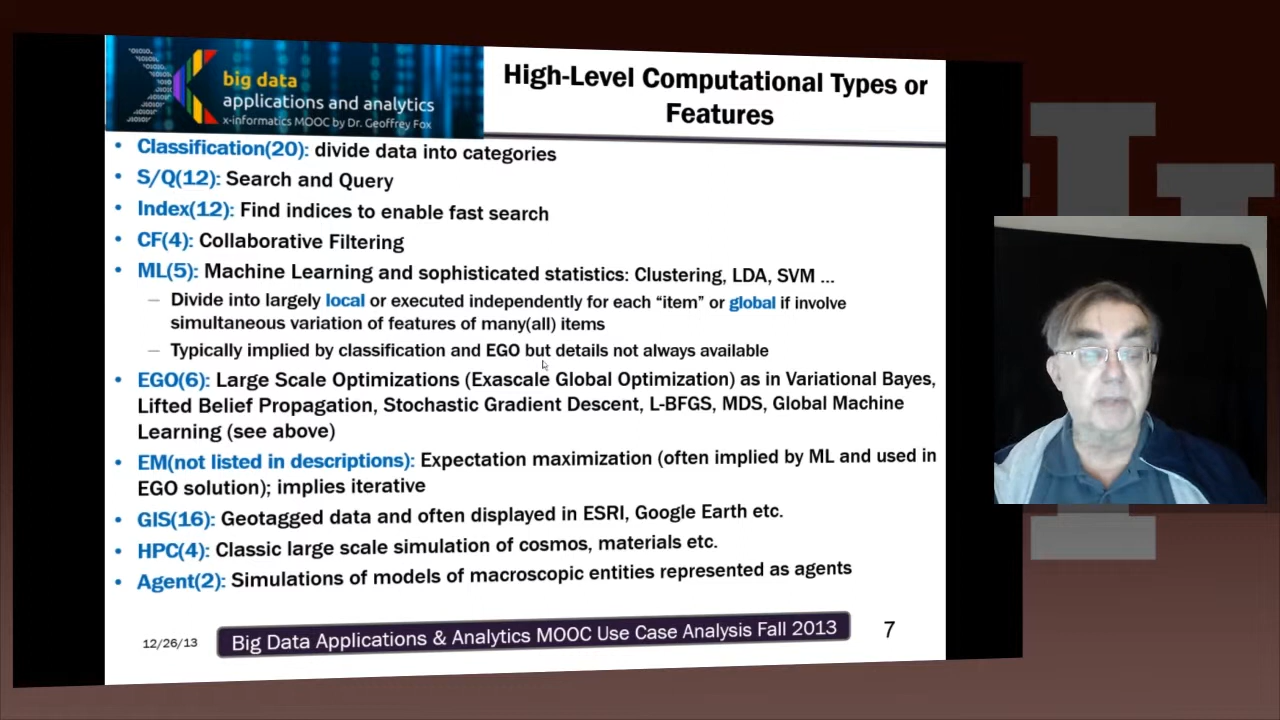 big data
applications and analytics
x-informatics MOOC by Dr. Geoffrey Fox
High-Level Computational Types or
Features
• Classification(20): divide data into categories
• S/Q(12): Search and Query
• Index(12): Find indices to enable fast search
• CF(4): Collaborative Filtering
• ML(5): Machine Learning and sophisticated statistics: Clustering, LDA, SVM ...
– Divide into largely local or executed independently for each “item” or global if involve
simultaneous variation of features of many(all) items
– Typically implied by classification and EGO but details not always available
• EGO(6): Large Scale Optimizations (Exascale Global Optimization) as in Variational Bayes,
Lifted Belief Propagation, Stochastic Gradient Descent, L-BFGS, MDS, Global Machine
Learning (see above)
• EM(not listed in descriptions): Expectation maximization (often implied by ML and used in
EGO solution); implies iterative
• GIS(16): Geotagged data and often displayed in ESRI, Google Earth etc.
• HPC(4): Classic large scale simulation of cosmos, materials etc.
• Agent(2): Simulations of models of macroscopic entities represented as agents
12/26/13
Big Data Applications & Analytics MOOC Use Case Analysis Fall 2013
7